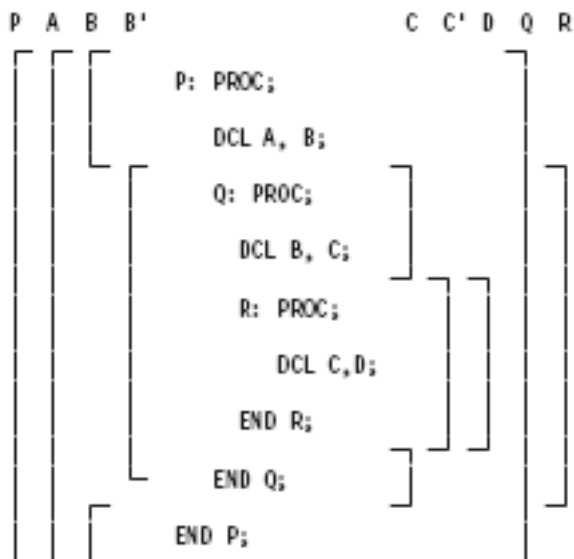 P A B B' C C' D Q R
P: PROC;
DCL A, B;
Q: PROC;
DCL B, C;
R: PROC;
DCL C,D;
END R;
END Q;
END P;